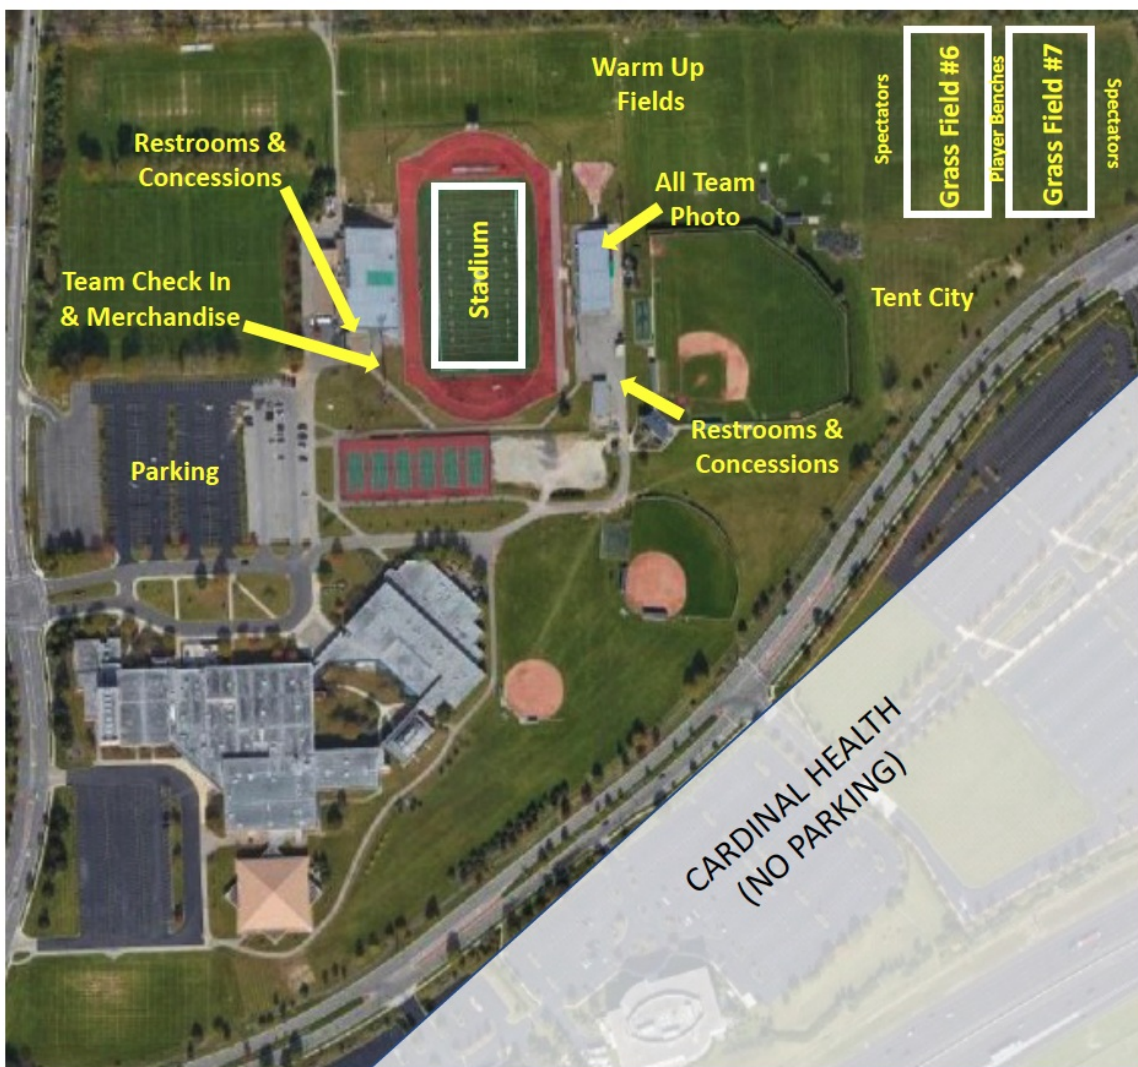 Warm Up
Fields
Spectators
Grass Field #6
Player Benches
Grass Field #7
Spectators
Restrooms &
Concessions
All Team
Photo
Stadium
Team Check In
& Merchandise
Tent City
Restrooms &
Concessions
Parking
CARDINAL HEALTH
(NO PARKING)